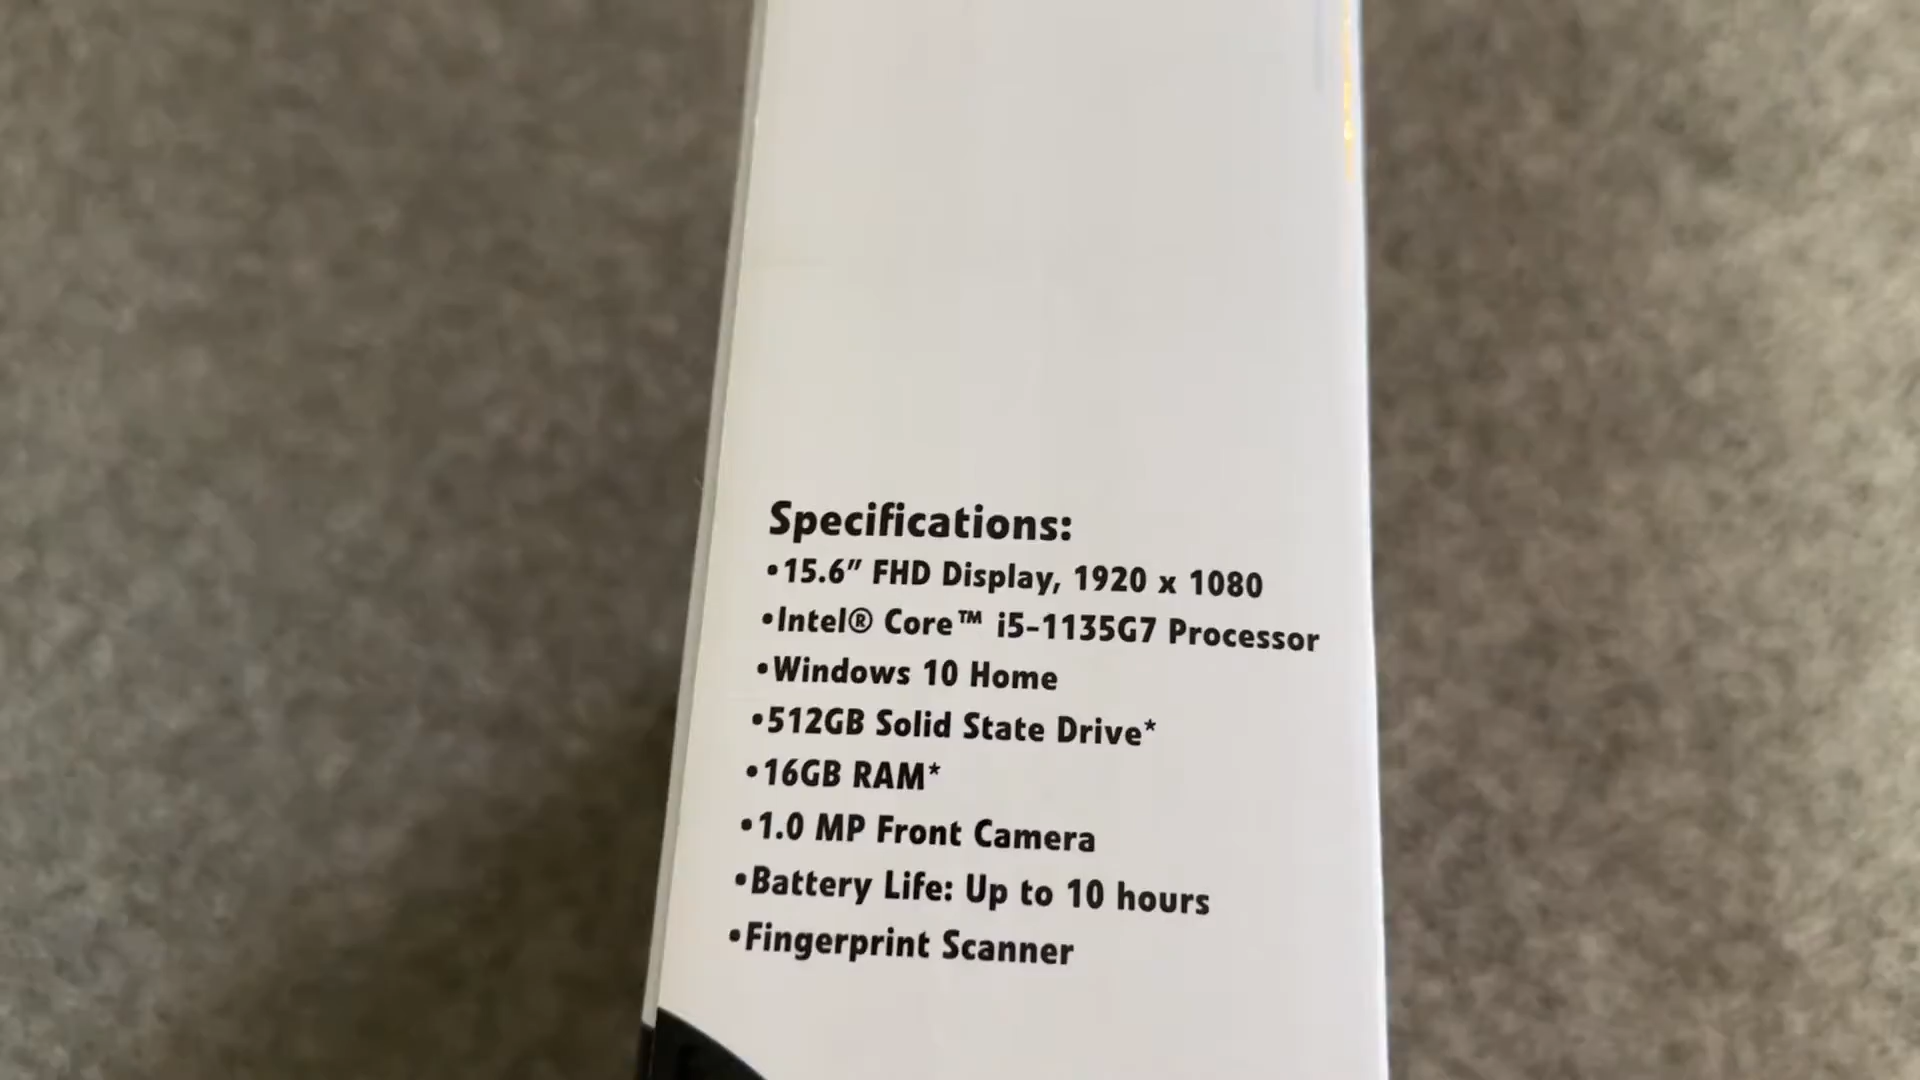 Specifications:
•15.6” FHD Display, 1920 x 1080
•Intel® Core™ i5-1135G7 Processor
•Windows 10 Home
•512GB Solid State Drive*
•16GB RAM*
•1.0 MP Front Camera
•Battery Life: Up to 10 hours
•Fingerprint Scanner